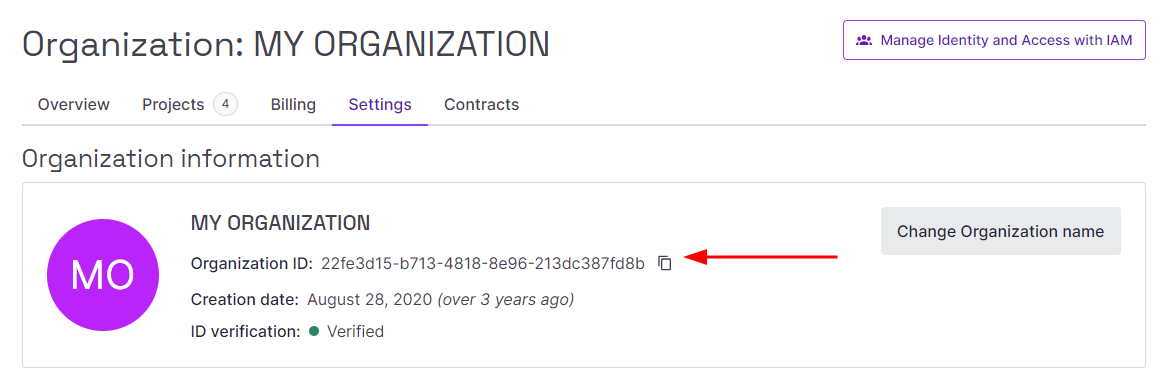 Organization: MY ORGANIZATION
Manage Identity and Access with IAM
Overview Projects 4 Billing Settings Contracts
Organization information
MO
MY ORGANIZATION
Change Organization name
Organization ID: 22fe3d15-b713-4818-8e96-213dc387fd8b
Creation date: August 28, 2020 (over 3 years ago)
ID verification: Verified